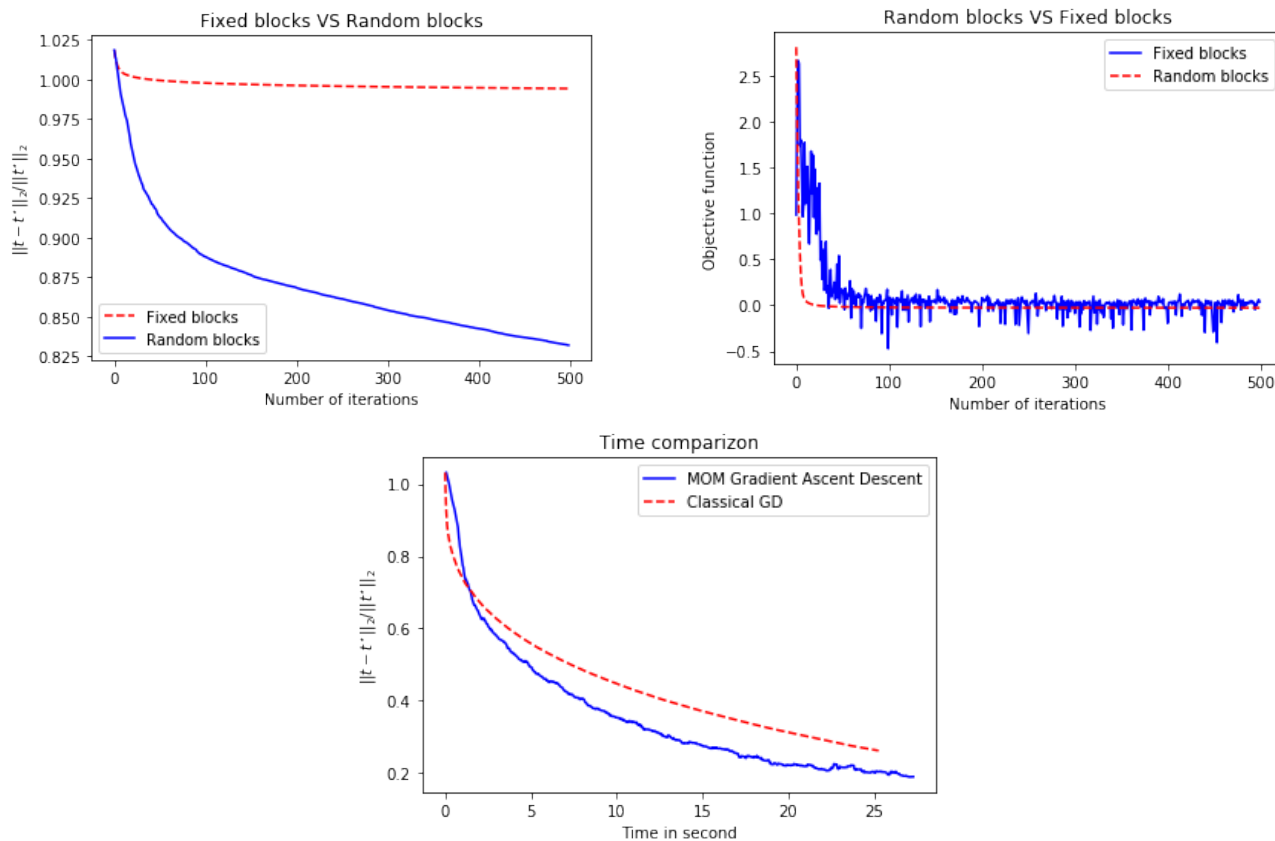 Fixed blocks VS Random blocks
1.025
1.000
0.975
0.950
0.925
0.900
0.875
0.850
0.825
||t − t*||₂/||t*||₂
Fixed blocks
Random blocks
0 100 200 300 400 500
Number of iterations
Random blocks VS Fixed blocks
2.5
2.0
1.5
1.0
0.5
0.0
−0.5
Objective function
Fixed blocks
Random blocks
0 100 200 300 400 500
Number of iterations
Time comparizon
1.0
0.8
0.6
0.4
0.2
||t − t*||₂/||t*||₂
MOM Gradient Ascent Descent
Classical GD
0 5 10 15 20 25
Time in second